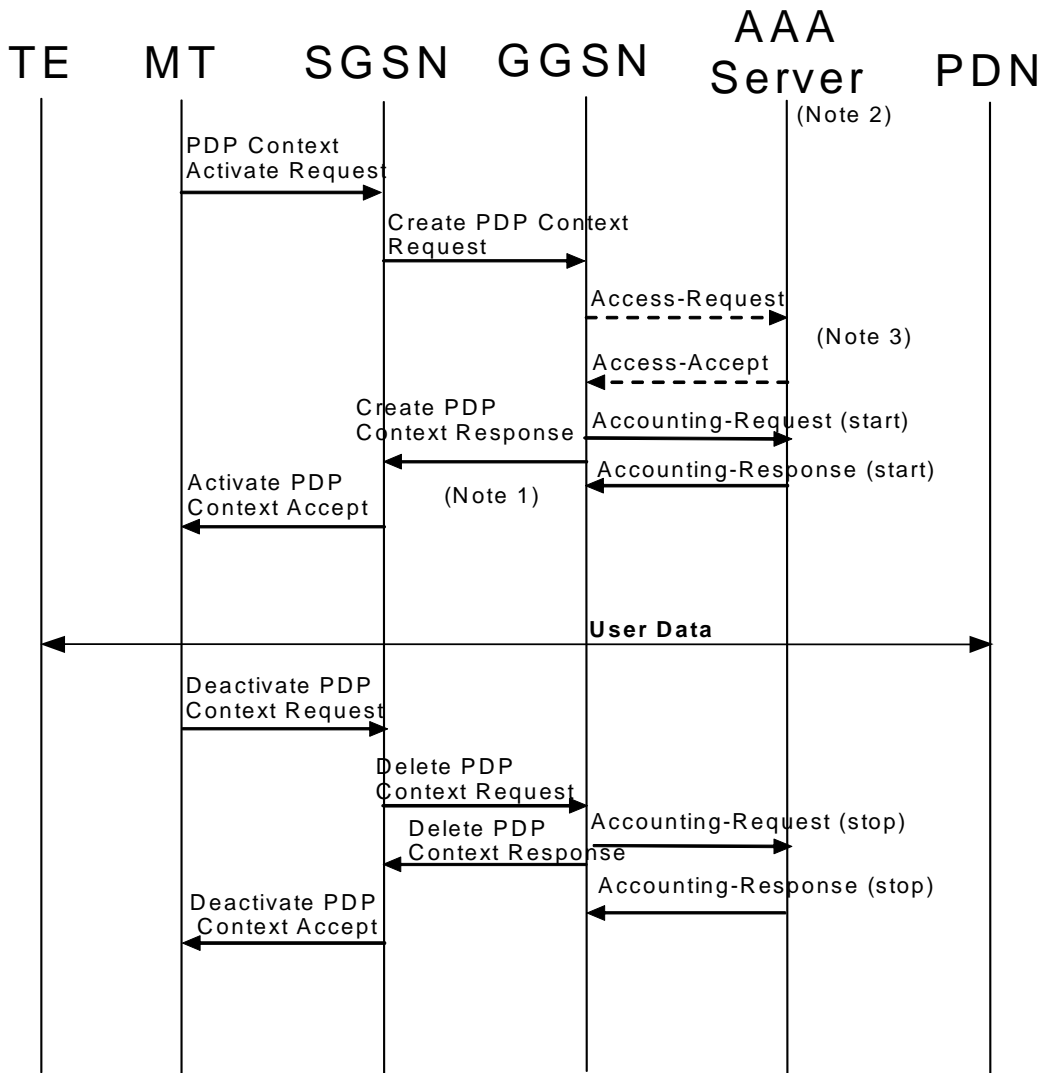 TE
MT
SGSN
GGSN
AAA
Server
PDN
(Note 2)
PDP Context
Activate Request
Create PDP Context
Request
Access-Request
(Note 3)
Access-Accept
Create PDP
Context Response
Accounting-Request (start)
Accounting-Response (start)
(Note 1)
Activate PDP
Context Accept
User Data
Deactivate PDP
Context Request
Delete PDP
Context Request
Accounting-Request (stop)
Delete PDP
Context Response
Accounting-Response (stop)
Deactivate PDP
Context Accept